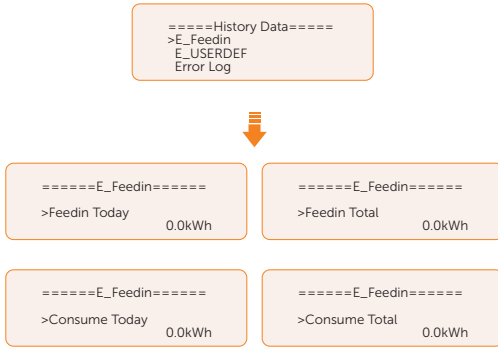 =====History Data=====
>E_Feedin
E_USERDEF
Error Log
======E_Feedin======
>Feedin Today
0.0kWh
======E_Feedin======
>Feedin Total
0.0kWh
======E_Feedin======
>Consume Today
0.0kWh
======E_Feedin======
>Consume Total
0.0kWh